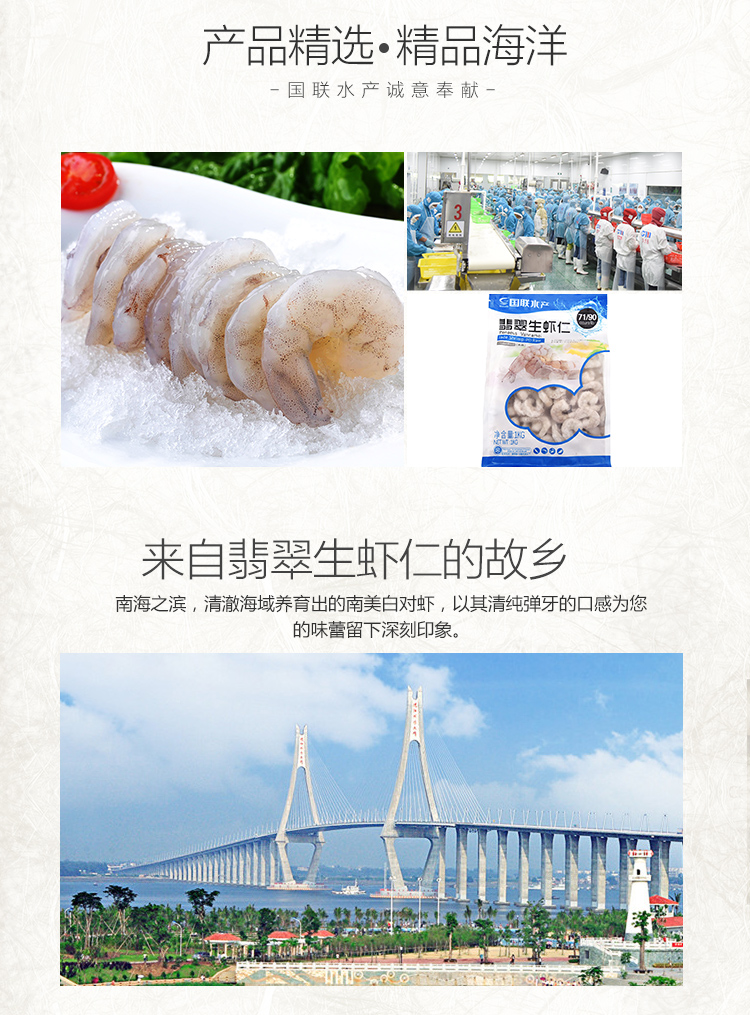 产品精选·精品海洋
-国联水产诚意奉献-
3
国联水产
71/90
翡翠生虾仁
净含量1KG
NET WT 1KG
来自翡翠生虾仁的故乡
南海之滨，清澈海域养育出的南美白对虾，以其清纯弹牙的口感为您
的味蕾留下深刻印象。